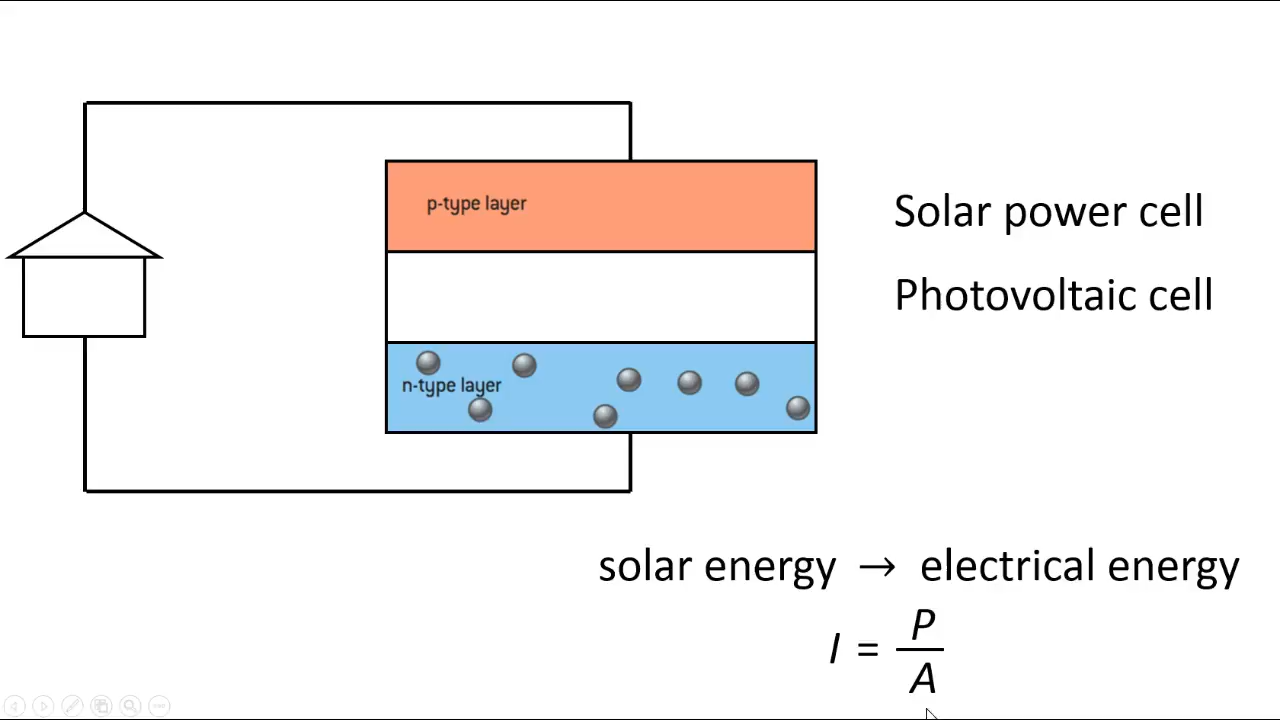 p-type layer
Solar power cell
Photovoltaic cell
n-type layer
solar energy → electrical energy
I = P
A